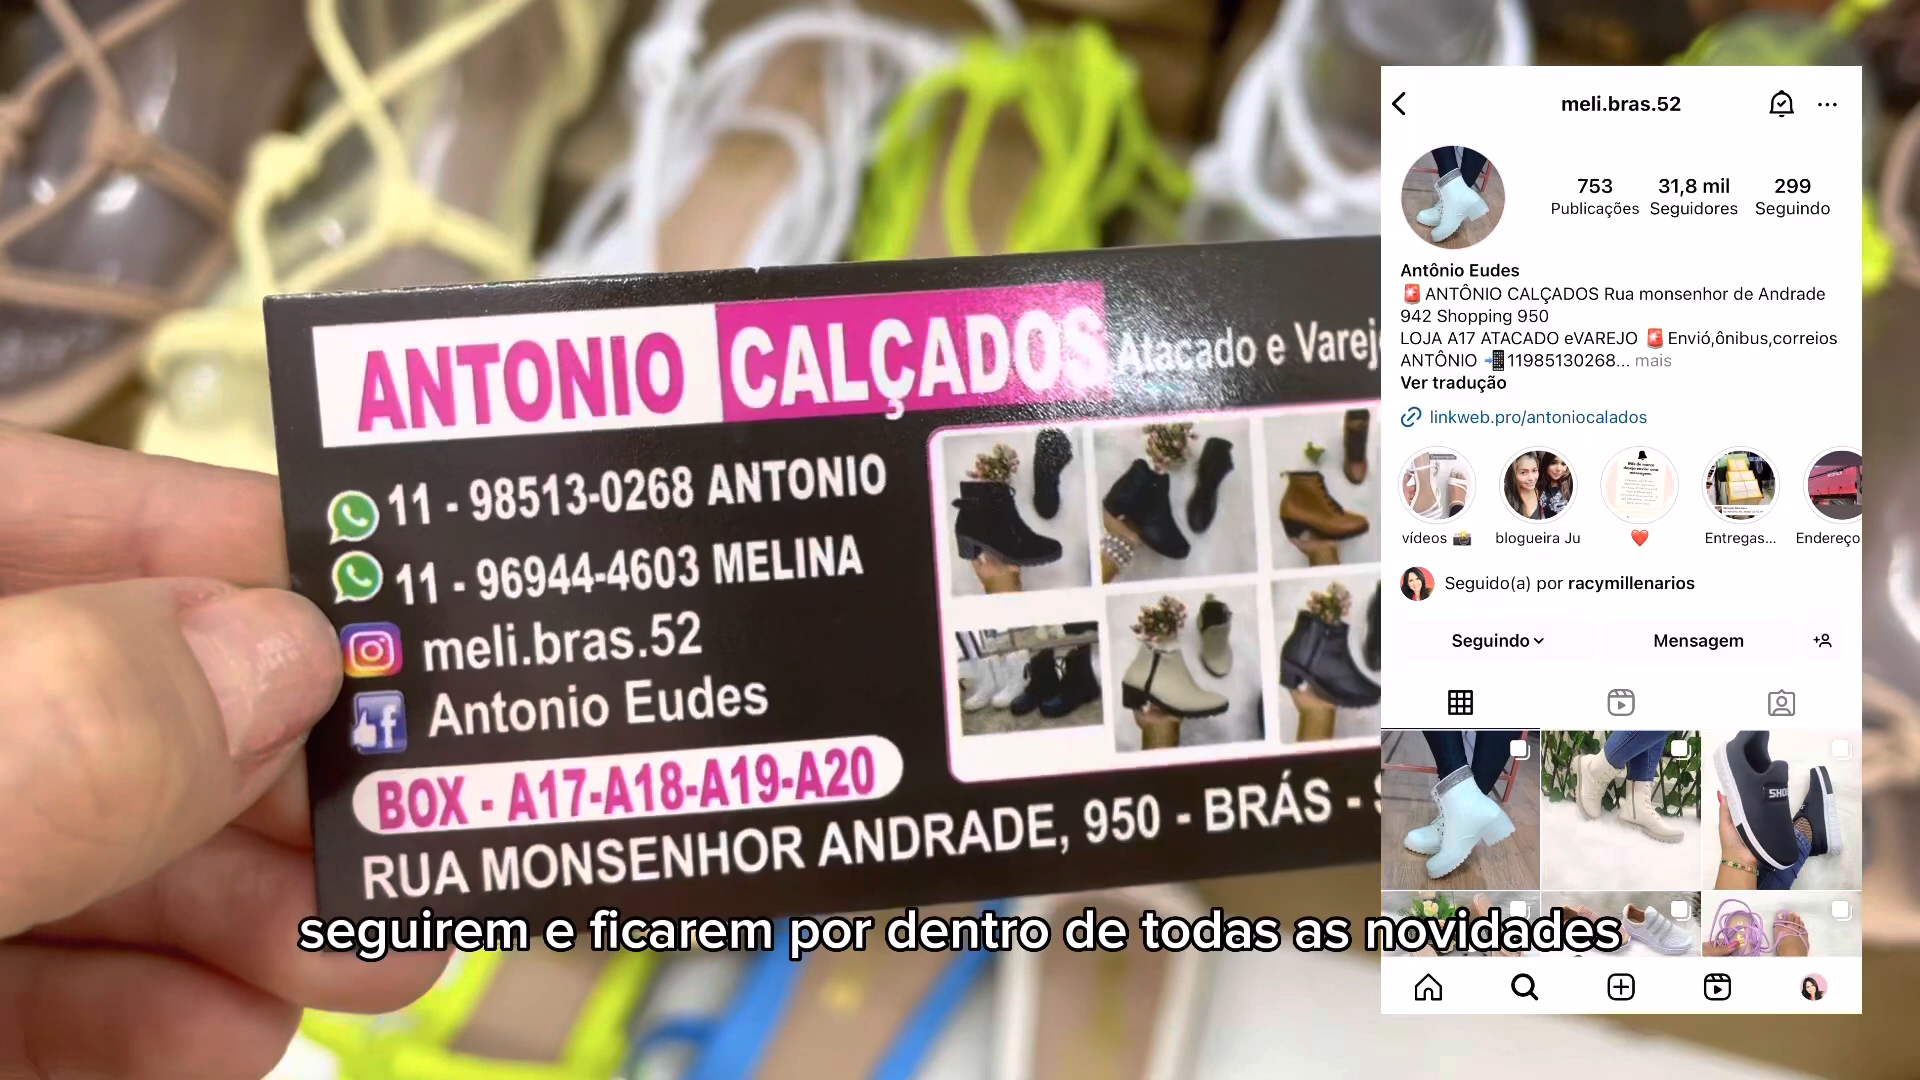 ANTONIO CALÇADOS Atacado e Varej
11 - 98513-0268 ANTONIO
11 - 96944-4603 MELINA
meli.bras.52
Antonio Eudes
BOX - A17-A18-A19-A20
RUA MONSENHOR ANDRADE, 950 - BRÁS -
seguirem e ficarem por dentro de todas as novidades
meli.bras.52
753 31,8 mil 299
Publicações Seguidores Seguindo
Antônio Eudes
🚨ANTÔNIO CALÇADOS Rua monsenhor de Andrade
942 Shopping 950
LOJA A17 ATACADO eVAREJO 🚨Envió,ônibus,correios
ANTÔNIO 📲11985130268... mais
Ver tradução
linkweb.pro/antoniocalados
vídeos 📸 blogueira Ju ❤️ Entregas... Endereço
Seguido(a) por racymillenarios
Seguindo Mensagem